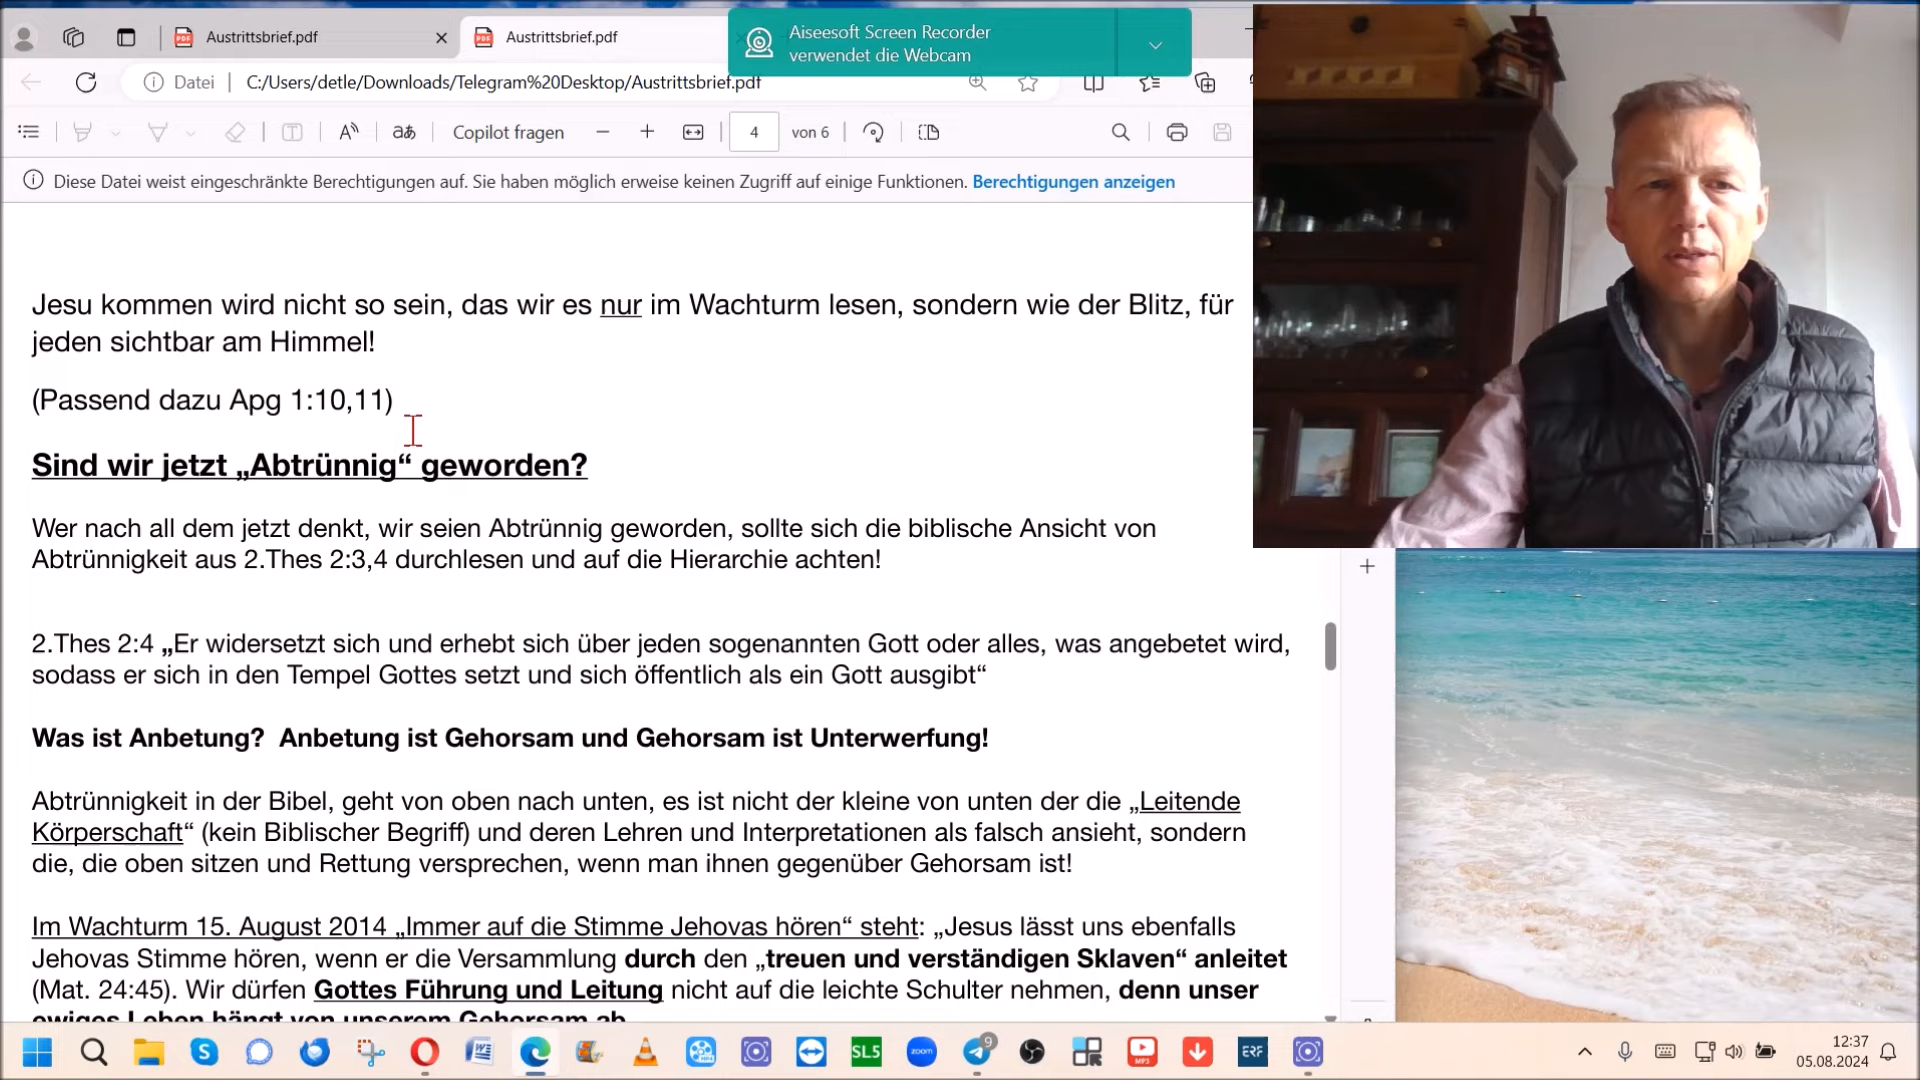 Austrittsbrief.pdf
Austrittsbrief.pdf
Aiseesoft Screen Recorder
verwendet die Webcam
Datei
C:/Users/detle/Downloads/Telegram%20Desktop/Austrittsbrief.pdf
Copilot fragen
4
von 6
Diese Datei weist eingeschränkte Berechtigungen auf. Sie haben möglich erweise keinen Zugriff auf einige Funktionen. Berechtigungen anzeigen
Jesu kommen wird nicht so sein, das wir es nur im Wachturm lesen, sondern wie der Blitz, für
jeden sichtbar am Himmel!
(Passend dazu Apg 1:10,11)
Sind wir jetzt „Abtrünnig“ geworden?
Wer nach all dem jetzt denkt, wir seien Abtrünnig geworden, sollte sich die biblische Ansicht von
Abtrünnigkeit aus 2.Thes 2:3,4 durchlesen und auf die Hierarchie achten!
2.Thes 2:4 „Er widersetzt sich und erhebt sich über jeden sogenannten Gott oder alles, was angebetet wird,
sodass er sich in den Tempel Gottes setzt und sich öffentlich als ein Gott ausgibt“
Was ist Anbetung? Anbetung ist Gehorsam und Gehorsam ist Unterwerfung!
Abtrünnigkeit in der Bibel, geht von oben nach unten, es ist nicht der kleine von unten der die „Leitende
Körperschaft“ (kein Biblischer Begriff) und deren Lehren und Interpretationen als falsch ansieht, sondern
die, die oben sitzen und Rettung versprechen, wenn man ihnen gegenüber Gehorsam ist!
Im Wachturm 15. August 2014 „Immer auf die Stimme Jehovas hören“ steht: „Jesus lässt uns ebenfalls
Jehovas Stimme hören, wenn er die Versammlung durch den „treuen und verständigen Sklaven“ anleitet
(Mat. 24:45). Wir dürfen Gottes Führung und Leitung nicht auf die leichte Schulter nehmen, denn unser
ewiges Leben hängt von unserem Gehorsam ab
SL5
zoom
9
MP3
ERF
12:37
05.08.2024